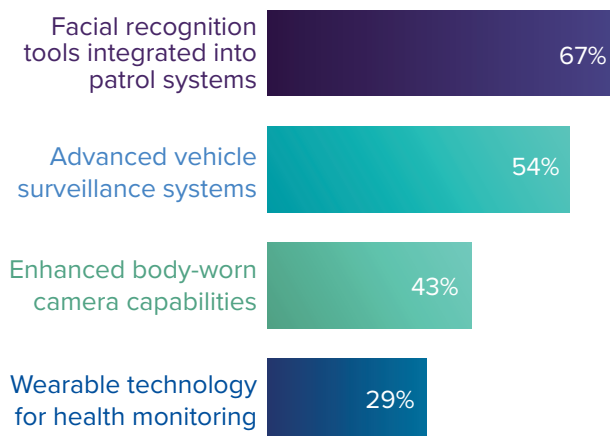 Facial recognition
tools integrated into
patrol systems
67%
Advanced vehicle
surveillance systems
54%
Enhanced body-worn
camera capabilities
43%
Wearable technology
for health monitoring
29%